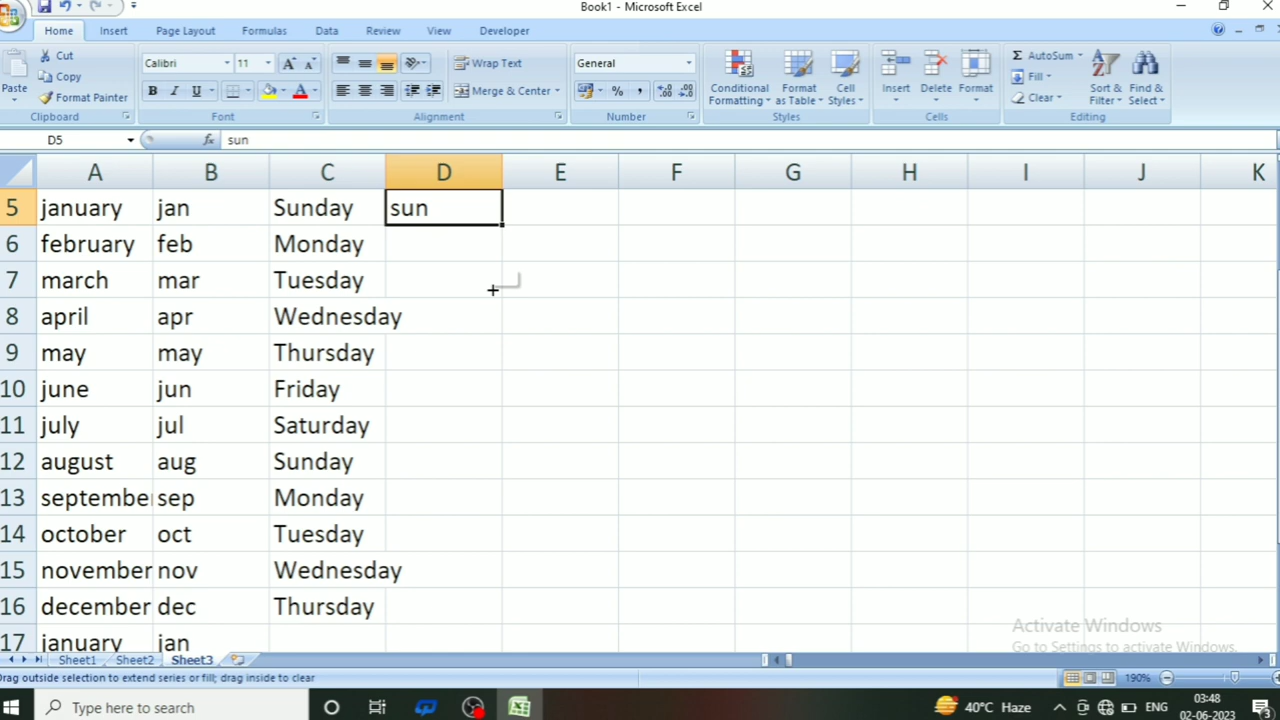 Book1 - Microsoft Excel
Home Insert Page Layout Formulas Data Review View Developer
Paste Cut Copy Format Painter Clipboard
Calibri 11 B I U A Font
Wrap Text Merge & Center Alignment
General % , Number
Conditional Formatting Format as Table Cell Styles Styles
Insert Delete Format Cells
Σ AutoSum Fill Clear Sort & Filter Find & Select Editing
D5 fx sun
A B C D E F G H I J K
5 january jan Sunday sun
6 february feb Monday
7 march mar Tuesday
8 april apr Wednesday
9 may may Thursday
10 june jun Friday
11 july jul Saturday
12 august aug Sunday
13 september sep Monday
14 october oct Tuesday
15 november nov Wednesday
16 december dec Thursday
17 january jan
Activate Windows
Go to Settings to activate Windows.
Sheet1 Sheet2 Sheet3
Drag outside selection to extend series or fill; drag inside to clear 190%
Type here to search 40°C Haze ENG 03:48
02-06-2023 3